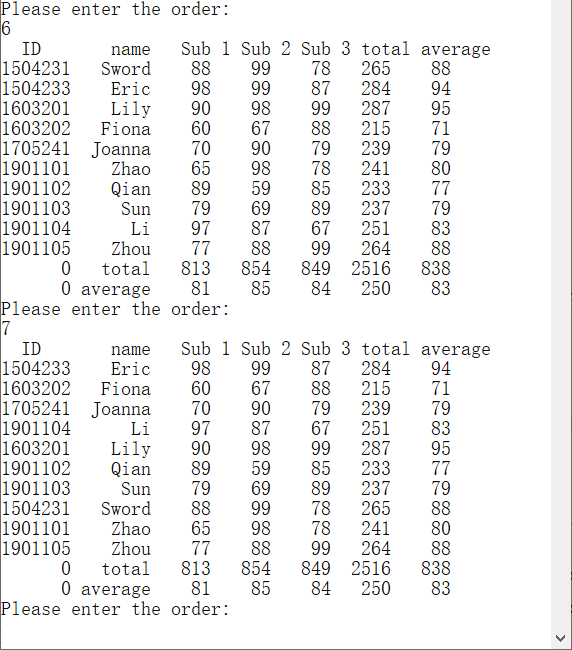 Please enter the order:
6
ID name Sub 1 Sub 2 Sub 3 total average
1504231 Sword 88 99 78 265 88
1504233 Eric 98 99 87 284 94
1603201 Lily 90 98 99 287 95
1603202 Fiona 60 67 88 215 71
1705241 Joanna 70 90 79 239 79
1901101 Zhao 65 98 78 241 80
1901102 Qian 89 59 85 233 77
1901103 Sun 79 69 89 237 79
1901104 Li 97 87 67 251 83
1901105 Zhou 77 88 99 264 88
0 total 813 854 849 2516 838
0 average 81 85 84 250 83
Please enter the order:
7
ID name Sub 1 Sub 2 Sub 3 total average
1504233 Eric 98 99 87 284 94
1603202 Fiona 60 67 88 215 71
1705241 Joanna 70 90 79 239 79
1901104 Li 97 87 67 251 83
1603201 Lily 90 98 99 287 95
1901102 Qian 89 59 85 233 77
1901103 Sun 79 69 89 237 79
1504231 Sword 88 99 78 265 88
1901101 Zhao 65 98 78 241 80
1901105 Zhou 77 88 99 264 88
0 total 813 854 849 2516 838
0 average 81 85 84 250 83
Please enter the order: